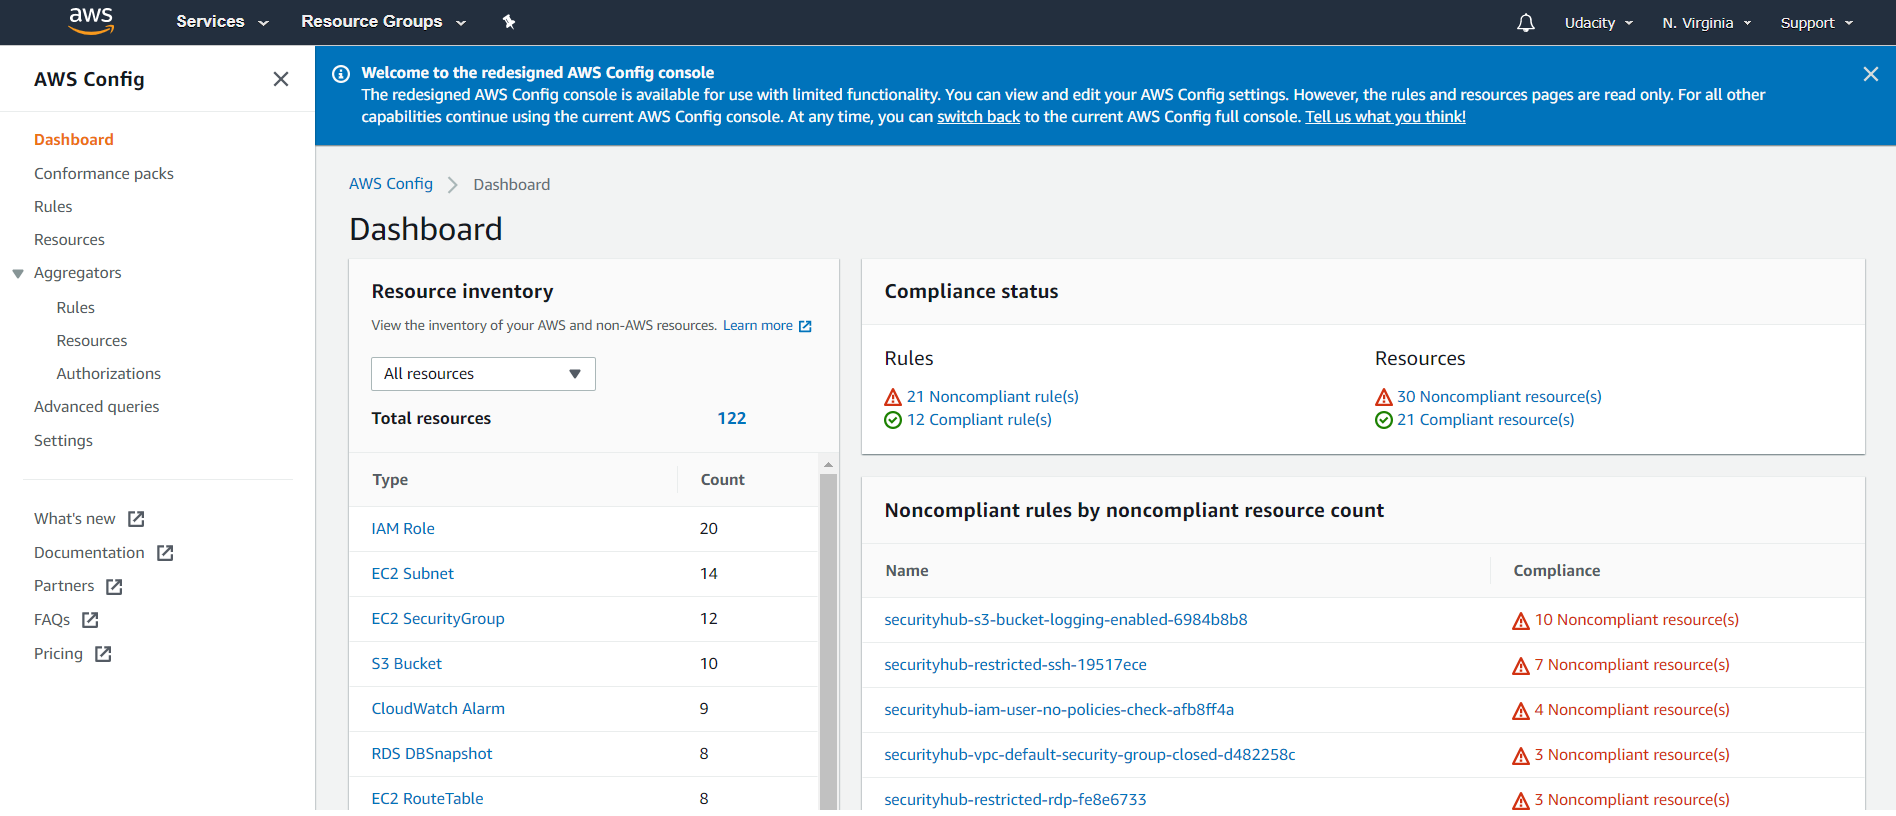 aws
Services
Resource Groups
Udacity
N. Virginia
Support
AWS Config
Dashboard
Conformance packs
Rules
Resources
Aggregators
Rules
Resources
Authorizations
Advanced queries
Settings
What's new
Documentation
Partners
FAQs
Pricing
Welcome to the redesigned AWS Config console
The redesigned AWS Config console is available for use with limited functionality. You can view and edit your AWS Config settings. However, the rules and resources pages are read only. For all other
capabilities continue using the current AWS Config console. At any time, you can switch back to the current AWS Config full console. Tell us what you think!
AWS Config > Dashboard
Dashboard
Resource inventory
View the inventory of your AWS and non-AWS resources. Learn more
All resources
Total resources 122
Type Count
IAM Role 20
EC2 Subnet 14
EC2 SecurityGroup 12
S3 Bucket 10
CloudWatch Alarm 9
RDS DBSnapshot 8
EC2 RouteTable 8
Compliance status
Rules
21 Noncompliant rule(s)
12 Compliant rule(s)
Resources
30 Noncompliant resource(s)
21 Compliant resource(s)
Noncompliant rules by noncompliant resource count
Name Compliance
securityhub-s3-bucket-logging-enabled-6984b8b8 10 Noncompliant resource(s)
securityhub-restricted-ssh-19517ece 7 Noncompliant resource(s)
securityhub-iam-user-no-policies-check-afb8ff4a 4 Noncompliant resource(s)
securityhub-vpc-default-security-group-closed-d482258c 3 Noncompliant resource(s)
securityhub-restricted-rdp-fe8e6733 3 Noncompliant resource(s)